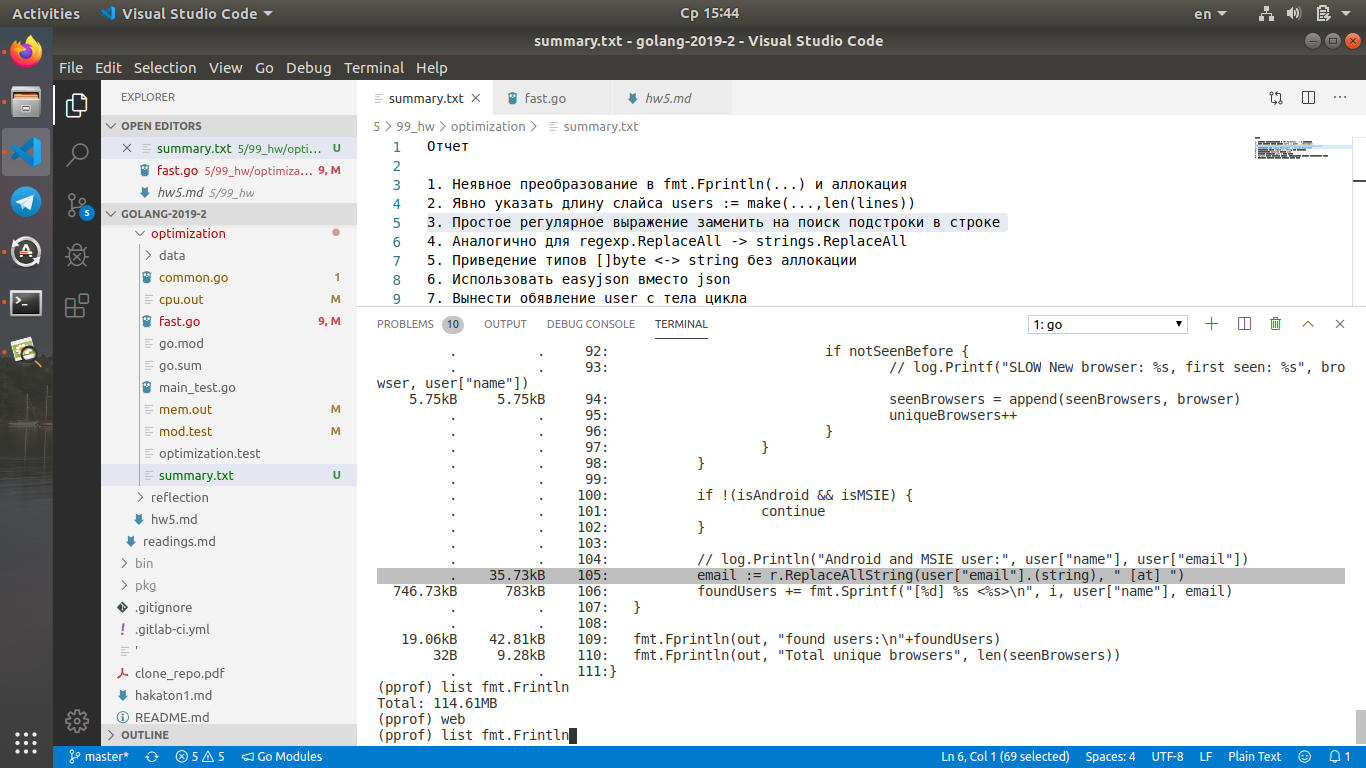 Activities
Visual Studio Code
Ср 15:44
en
summary.txt - golang-2019-2 - Visual Studio Code
File Edit Selection View Go Debug Terminal Help
EXPLORER
OPEN EDITORS
summary.txt 5/99_hw/opti... U
fast.go 5/99_hw/optimiza... 9, M
hw5.md 5/99_hw
GOLANG-2019-2
optimization
data
common.go 1
cpu.out M
fast.go 9, M
go.mod
go.sum
main_test.go
mem.out M
mod.test M
optimization.test
summary.txt U
reflection
hw5.md
readings.md
bin
pkg
.gitignore
.gitlab-ci.yml
'
clone_repo.pdf
hakaton1.md
README.md
OUTLINE
5
summary.txt
fast.go
hw5.md
5 > 99_hw > optimization > summary.txt
1 Отчет
2
3 1. Неявное преобразование в fmt.Fprintln(...) и аллокация
4 2. Явно указать длину слайса users := make(...,len(lines))
5 3. Простое регулярное выражение заменить на поиск подстроки в строке
6 4. Аналогично для regexp.ReplaceAll -> strings.ReplaceAll
7 5. Приведение типов []byte <-> string без аллокации
8 6. Использовать easyjson вместо json
9 7. Вынести обявление user с тела цикла
PROBLEMS 10 OUTPUT DEBUG CONSOLE TERMINAL
1: go
. . 92: if notSeenBefore {
. . 93: // log.Printf("SLOW New browser: %s, first seen: %s", bro
wser, user["name"])
5.75kB 5.75kB 94: seenBrowsers = append(seenBrowsers, browser)
. . 95: uniqueBrowsers++
. . 96: }
. . 97: }
. . 98: }
. . 99:
. . 100: if !(isAndroid && isMSIE) {
. . 101: continue
. . 102: }
. . 103:
. . 104: // log.Println("Android and MSIE user:", user["name"], user["email"])
. 35.73kB 105: email := r.ReplaceAllString(user["email"].(string), " [at] ")
746.73kB 783kB 106: foundUsers += fmt.Sprintf("[%d] %s <%s>\n", i, user["name"], email)
. . 107: }
. . 108:
19.06kB 42.81kB 109: fmt.Fprintln(out, "found users:\n"+foundUsers)
32B 9.28kB 110: fmt.Fprintln(out, "Total unique browsers", len(seenBrowsers))
. . 111:}
(pprof) list fmt.Frintln
Total: 114.61MB
(pprof) web
(pprof) list fmt.Frintln
master*
5 5
Go Modules
Ln 6, Col 1 (69 selected)
Spaces: 4
UTF-8
LF
Plain Text
1